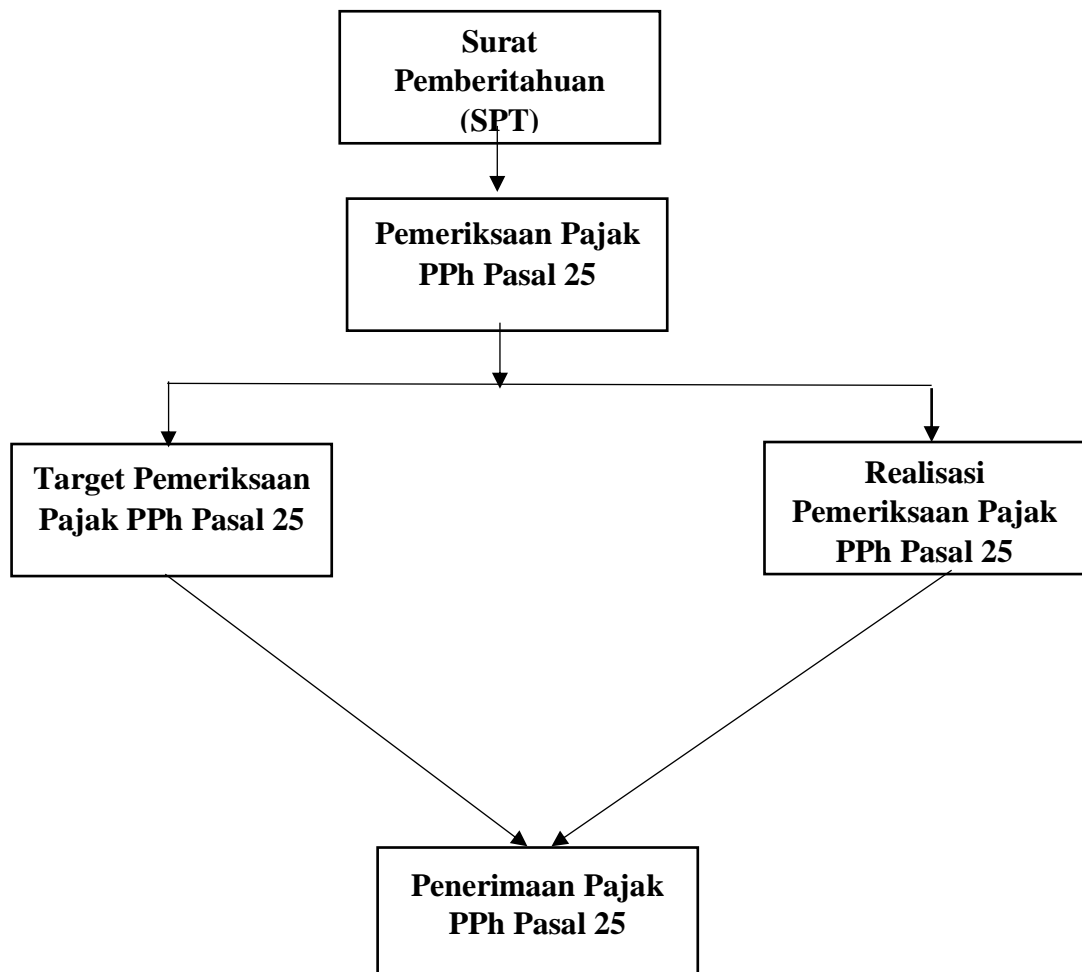 Surat
Pemberitahuan
(SPT)
Pemeriksaan Pajak
PPh Pasal 25
Target Pemeriksaan
Pajak PPh Pasal 25
Realisasi
Pemeriksaan Pajak
PPh Pasal 25
Penerimaan Pajak
PPh Pasal 25